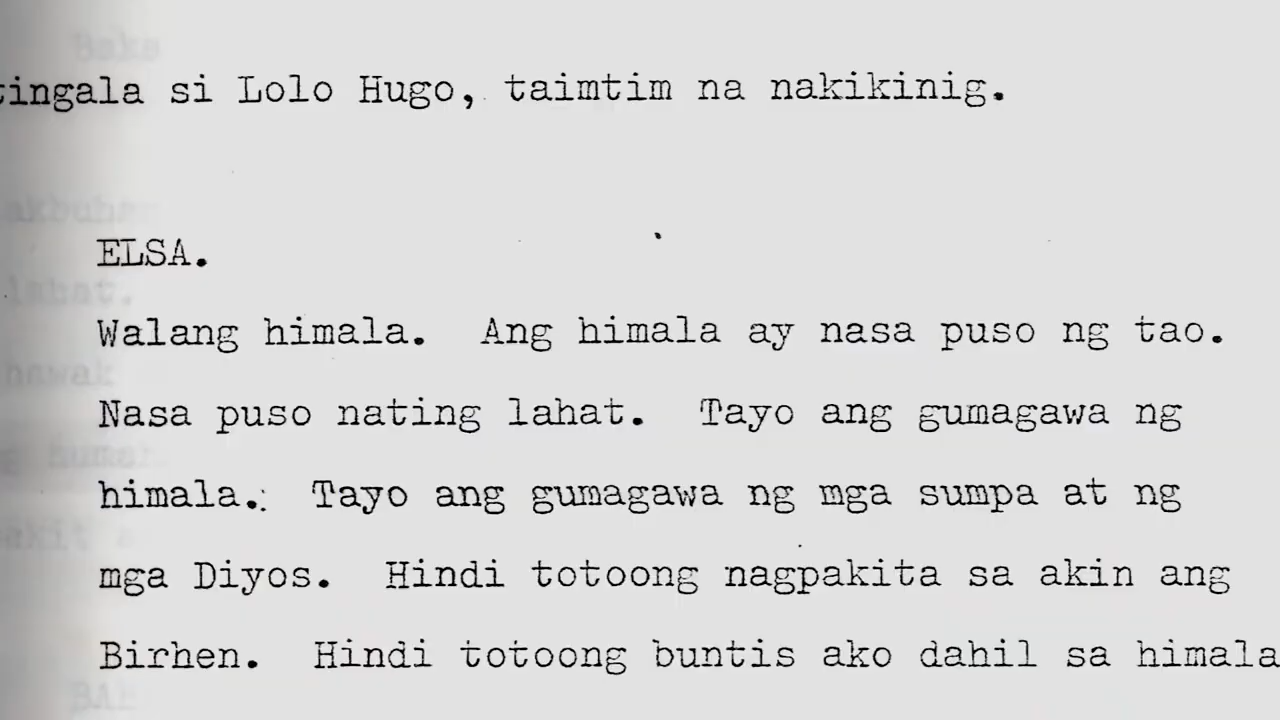 tingala si Lolo Hugo, taimtim na nakikinig.
ELSA.
Walang himala. Ang himala ay nasa puso ng tao.
Nasa puso nating lahat. Tayo ang gumagawa ng
himala. Tayo ang gumagawa ng mga sumpa at ng
mga Diyos. Hindi totoong nagpakita sa akin ang
Birhen. Hindi totoong buntis ako dahil sa himala